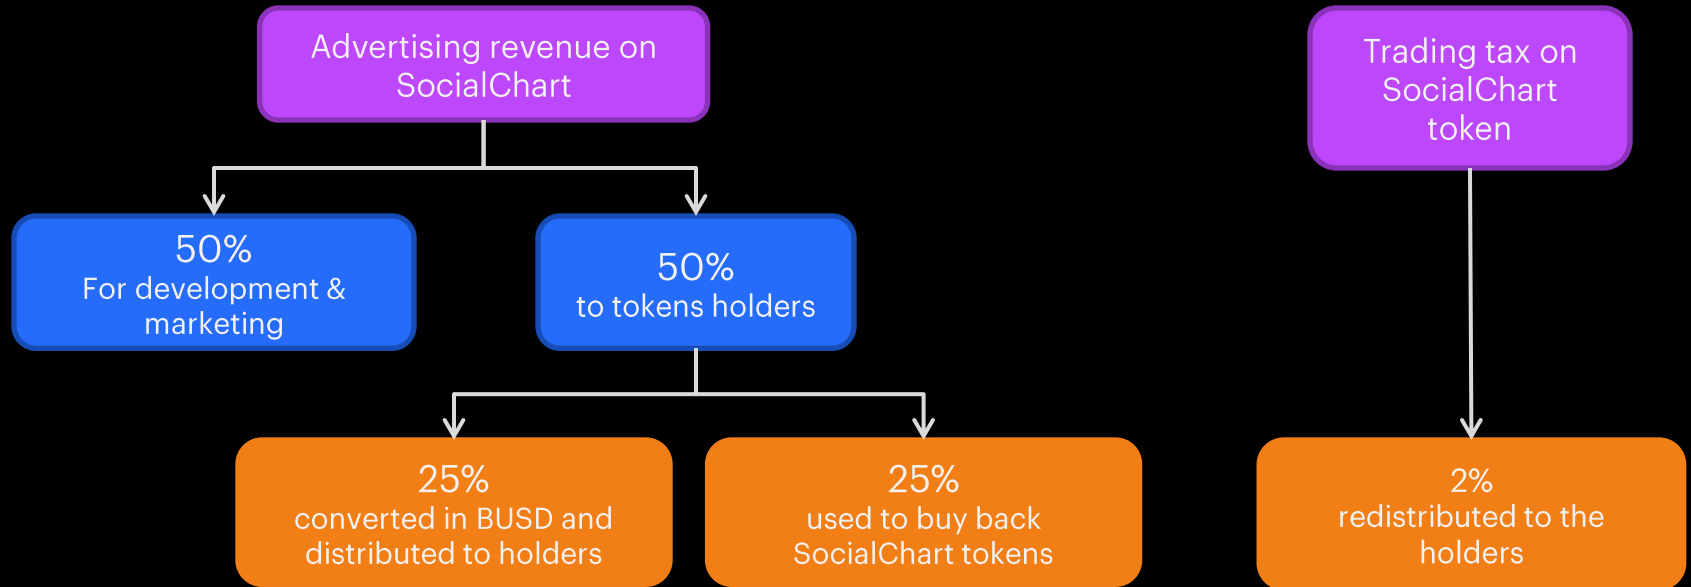 Advertising revenue on
SocialChart
Trading tax on
SocialChart
token
50%
For development &
marketing
50%
to tokens holders
25%
converted in BUSD and
distributed to holders
25%
used to buy back
SocialChart tokens
2%
redistributed to the
holders